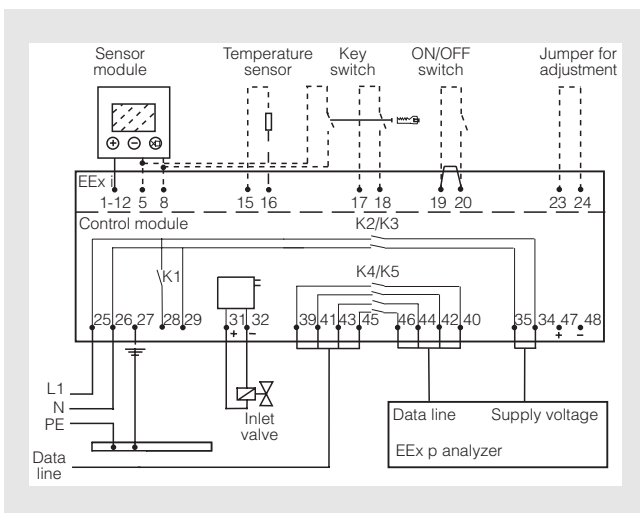 Sensor module
Temperature sensor
Key switch
ON/OFF switch
Jumper for adjustment
EEx i
1-12 5 8 15 16 17 18 19 20 23 24
Control module
K2/K3
K1
K4/K5
25 26 27 28 29 31 32 39 41 43 45 46 44 42 40 35 34 47 48
+ − + −
L1
N
PE
Inlet valve
Data line
Data line Supply voltage
EEx p analyzer